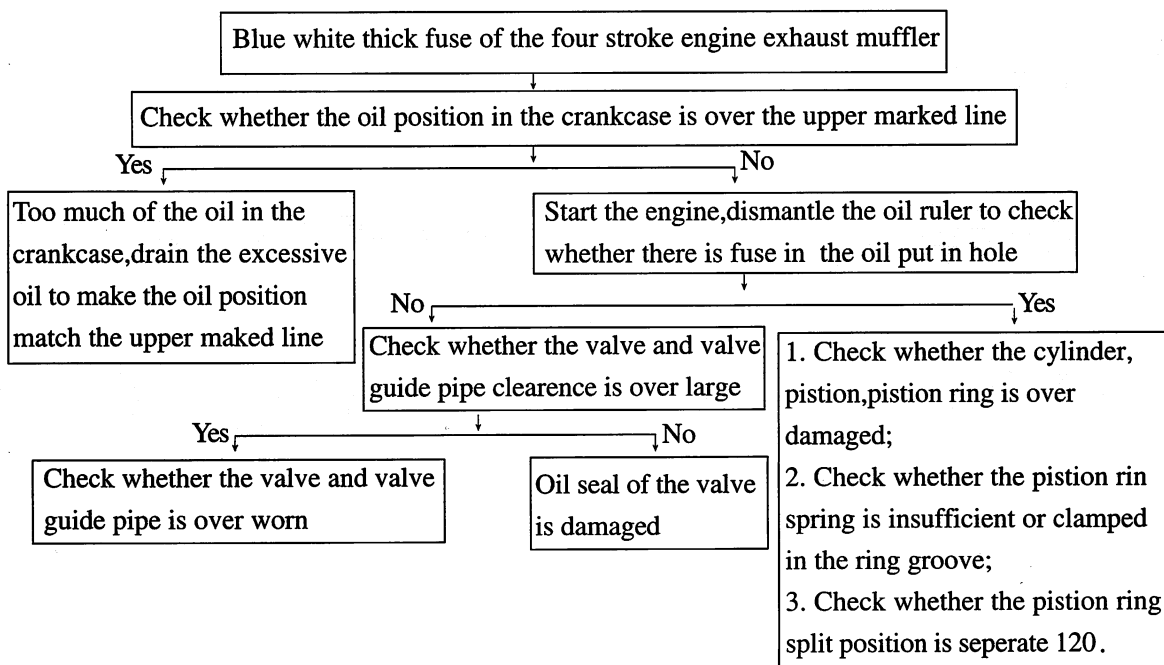 Blue white thick fuse of the four stroke engine exhaust muffler
Check whether the oil position in the crankcase is over the upper marked line
Yes
No
Too much of the oil in the
crankcase,drain the excessive
oil to make the oil position
match the upper maked line
Start the engine,dismantle the oil ruler to check
whether there is fuse in the oil put in hole
No
Yes
Check whether the valve and valve
guide pipe clearence is over large
1. Check whether the cylinder,
pistion,pistion ring is over
damaged;
2. Check whether the pistion rin
spring is insufficient or clamped
in the ring groove;
3. Check whether the pistion ring
split position is seperate 120.
Yes
No
Check whether the valve and valve
guide pipe is over worn
Oil seal of the valve
is damaged